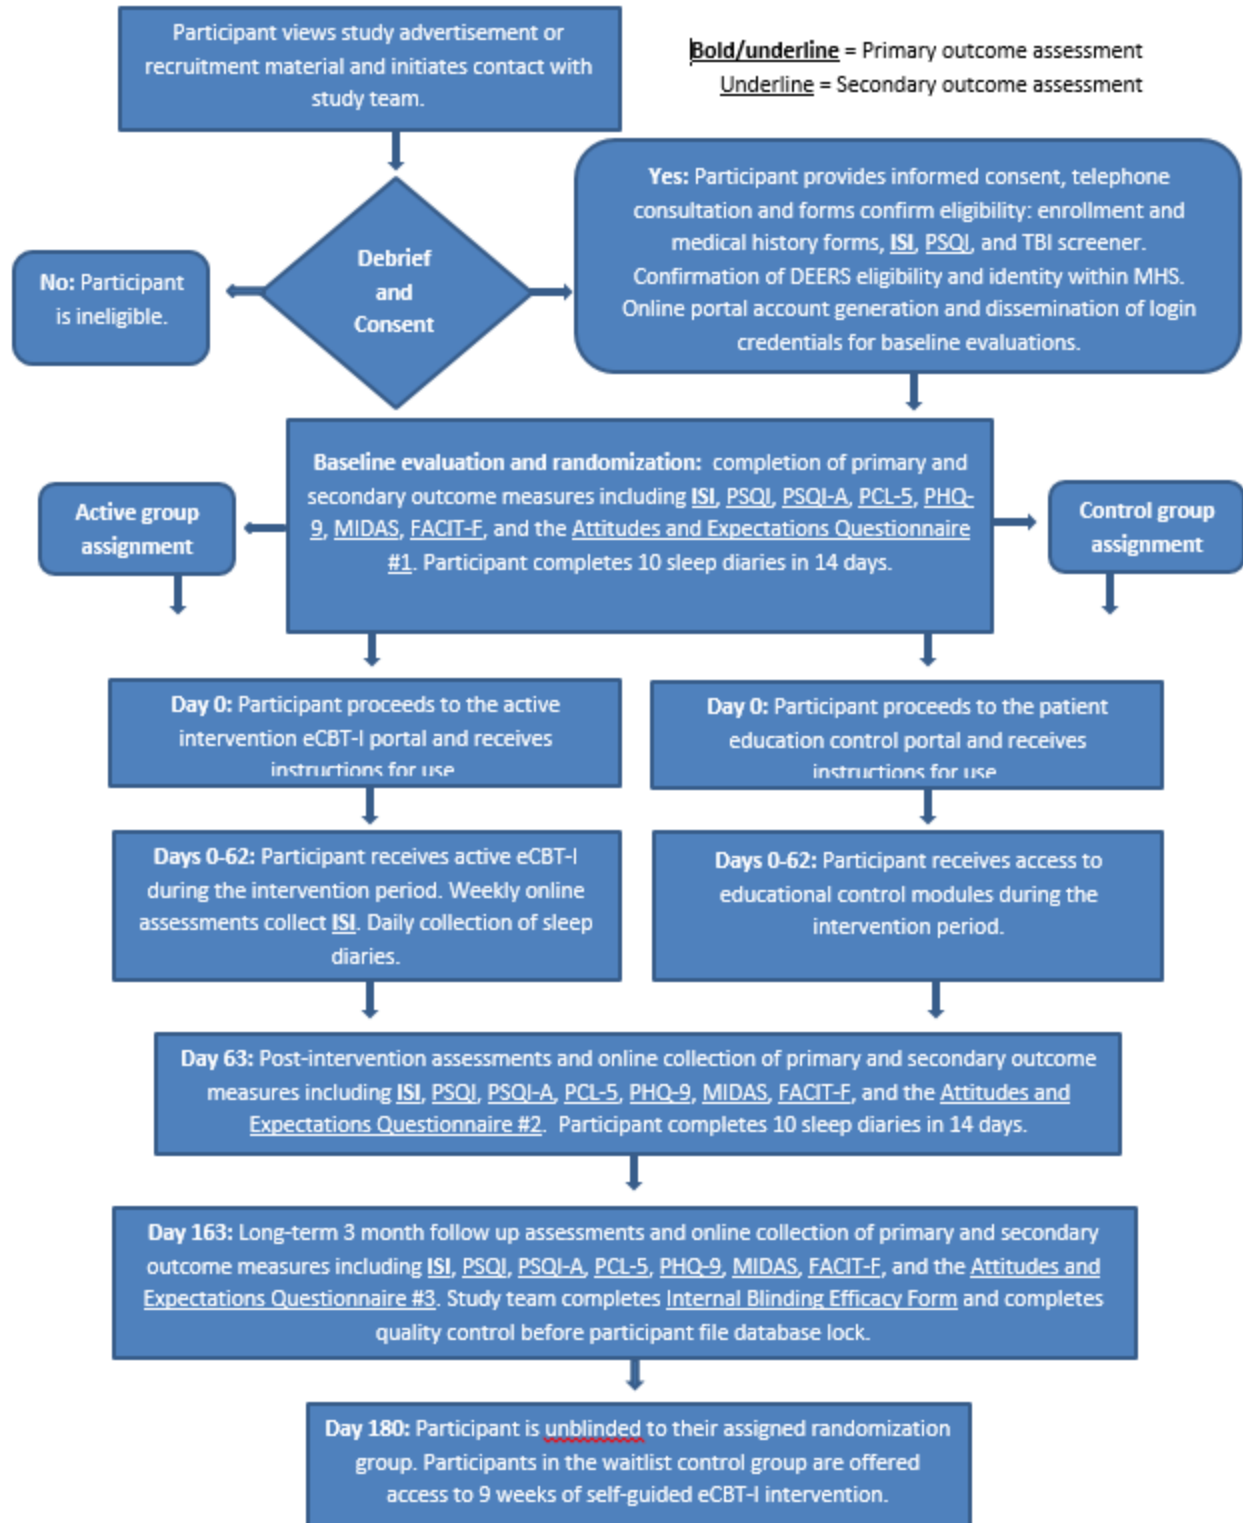 Participant views study advertisement or
recruitment material and initiates contact with
study team.
Bold/underline = Primary outcome assessment
Underline = Secondary outcome assessment
Debrief
and
Consent
No: Participant
is ineligible.
Yes: Participant provides informed consent, telephone
consultation and forms confirm eligibility: enrollment and
medical history forms, ISI, PSQI, and TBI screener.
Confirmation of DEERS eligibility and identity within MHS.
Online portal account generation and dissemination of login
credentials for baseline evaluations.
Baseline evaluation and randomization:  completion of primary and
secondary outcome measures including ISI, PSQI, PSQI-A, PCL-5, PHQ-
9, MIDAS, FACIT-F, and the Attitudes and Expectations Questionnaire
#1. Participant completes 10 sleep diaries in 14 days.
Active group
assignment
Control group
assignment
Day 0: Participant proceeds to the active
intervention eCBT-I portal and receives
instructions for use
Day 0: Participant proceeds to the patient
education control portal and receives
instructions for use
Days 0-62: Participant receives active eCBT-I
during the intervention period. Weekly online
assessments collect ISI. Daily collection of sleep
diaries.
Days 0-62: Participant receives access to
educational control modules during the
intervention period.
Day 63: Post-intervention assessments and online collection of primary and secondary outcome
measures including ISI, PSQI, PSQI-A, PCL-5, PHQ-9, MIDAS, FACIT-F, and the Attitudes and
Expectations Questionnaire #2.  Participant completes 10 sleep diaries in 14 days.
Day 163: Long-term 3 month follow up assessments and online collection of primary and secondary
outcome measures including ISI, PSQI, PSQI-A, PCL-5, PHQ-9, MIDAS, FACIT-F, and the Attitudes and
Expectations Questionnaire #3. Study team completes Internal Blinding Efficacy Form and completes
quality control before participant file database lock.
Day 180: Participant is unblinded to their assigned randomization
group. Participants in the waitlist control group are offered
access to 9 weeks of self-guided eCBT-I intervention.